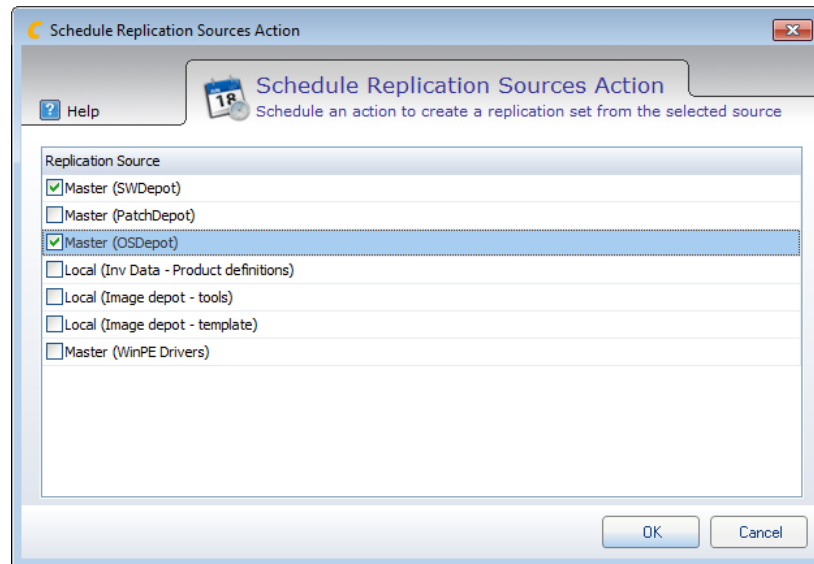 Schedule Replication Sources Action
Schedule Replication Sources Action
Help
Schedule an action to create a replication set from the selected source
Replication Source
Master (SWDepot)
Master (PatchDepot)
Master (OSDepot)
Local (Inv Data - Product definitions)
Local (Image depot - tools)
Local (Image depot - template)
Master (WinPE Drivers)
OK Cancel